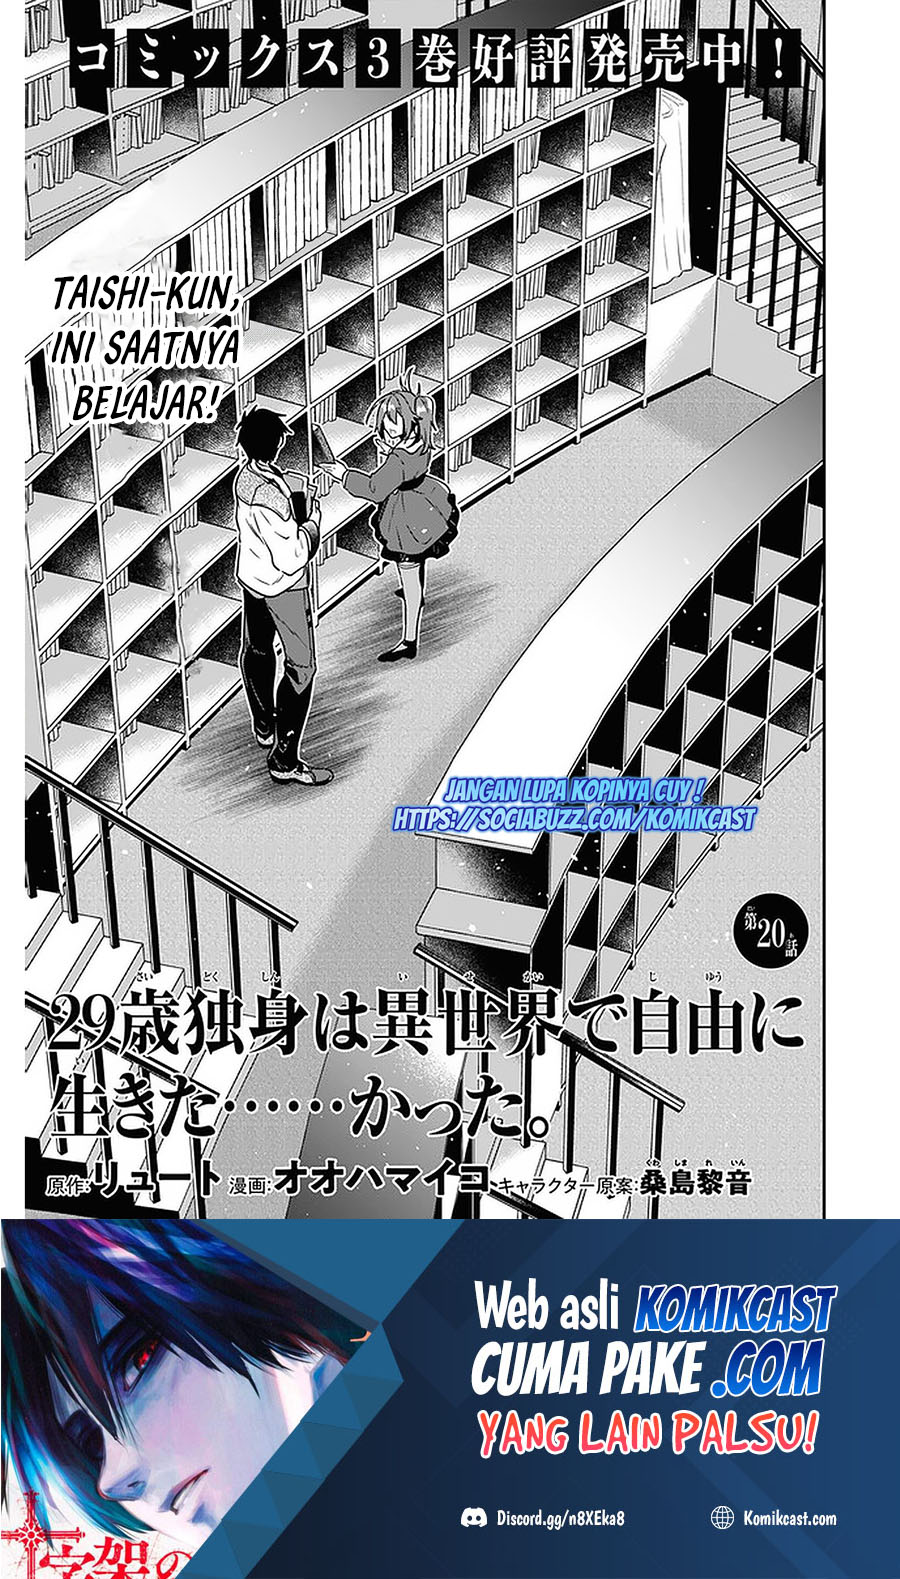 コミックス3巻好評発売中!
TAISHI-KUN,
INI SAATNYA
BELAJAR!
JANGAN LUPA KOPINYA CUY !
HTTPS://SOCIABUZZ.COM/KOMIKCAST
第20話
29歳独身は異世界で自由に
生きた……かった。
原作:リュート 漫画:オオハマイコ キャラクター原案:桑島黎音
Web asli KOMIKCAST
CUMA PAKE .COM
YANG LAIN PALSU!
Discord.gg/n8XEka8
Komikcast.com
字架の